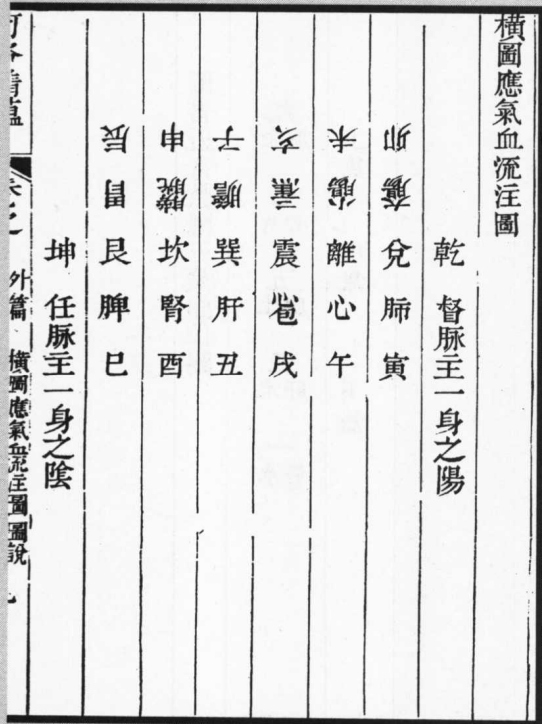 橫圖應氣血流注圖
乾 督脈主一身之陽
卯 大腸 兌 肺 寅
未 小腸 離 心 午
亥 三焦 震 心包 戌
子 膽 巽 肝 丑
申 膀胱 坎 腎 酉
辰 胃 艮 脾 巳
坤 任脈主一身之陰
外篇 橫圖應氣血流注圖 圖說